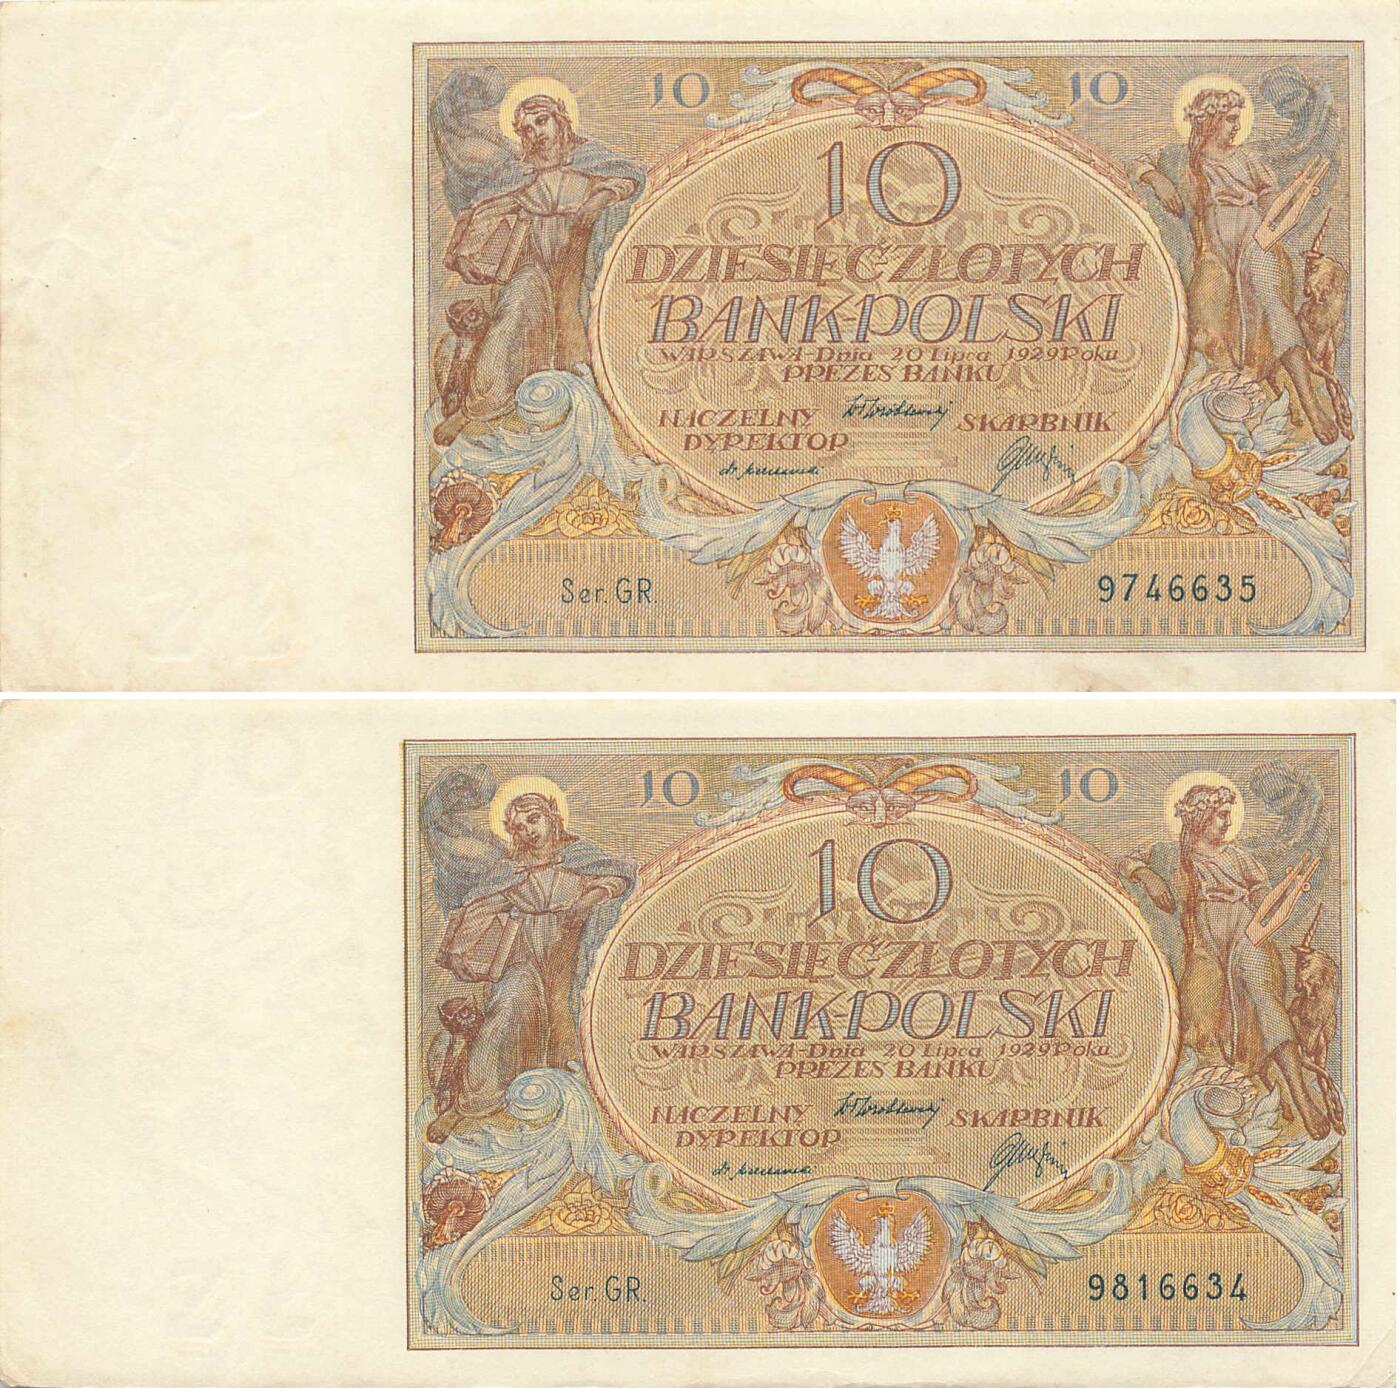 10 10
10
DZIESIĘĆ-ZŁOTYCH
BANK-POLSKI
WARSZAWA-Dnia 20 Lipca 1929 Roku
PREZES BANKU
NACZELNY SKARBNIK
DYREKTOR
Ser. GR. 9746635
10 10
10
DZIESIĘĆ-ZŁOTYCH
BANK-POLSKI
WARSZAWA-Dnia 20 Lipca 1929 Roku
PREZES BANKU
NACZELNY SKARBNIK
DYREKTOR
Ser. GR. 9816634